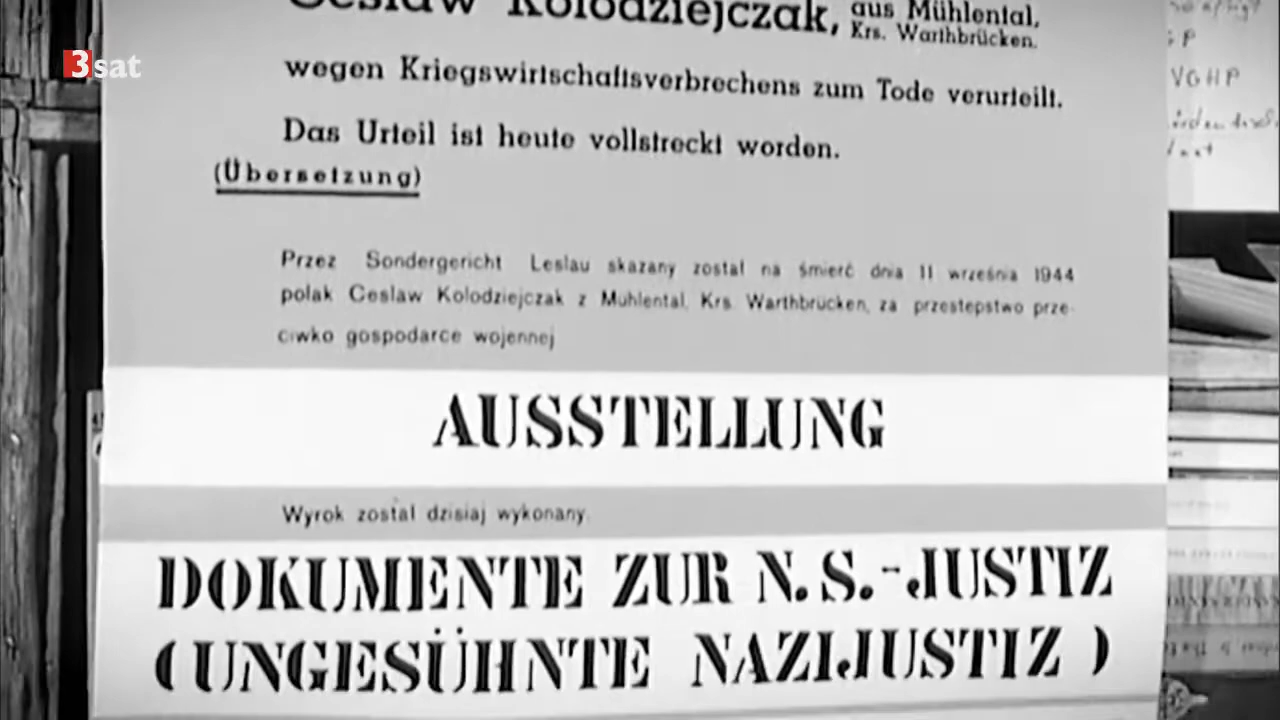 3sat
Ceslaw Kolodziejczak, aus Mühlental,
Krs. Warthbrücken,
wegen Kriegswirtschaftsverbrechens zum Tode verurteilt.
Das Urteil ist heute vollstreckt worden.
(Übersetzung)
Przez Sondergericht Leslau skazany został na śmierć dnia 11 września 1944
polak Ceslaw Kolodziejczak z Mühlental, Krs. Warthbrücken, za przestępstwo prze-
ciwko gospodarce wojennej
AUSSTELLUNG
Wyrok został dzisiaj wykonany.
DOKUMENTE ZUR N.S.-JUSTIZ
(UNGESÜHNTE NAZIJUSTIZ)
VGHP